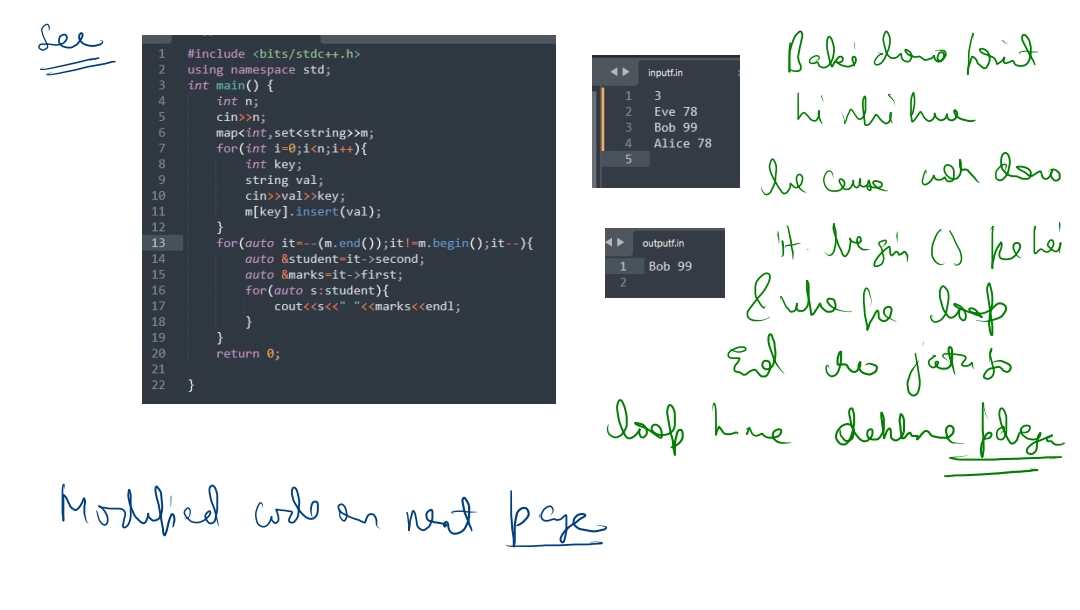 See
1 #include <bits/stdc++.h>
2 using namespace std;
3 int main() {
4 int n;
5 cin>>n;
6 map<int,set<string>>m;
7 for(int i=0;i<n;i++){
8 int key;
9 string val;
10 cin>>val>>key;
11 m[key].insert(val);
12 }
13 for(auto it=--(m.end());it!=m.begin();it--){
14 auto &student=it->second;
15 auto &marks=it->first;
16 for(auto s:student){
17 cout<<s<<" "<<marks<<endl;
18 }
19 }
20 return 0;
21
22 }
inputf.in
1 3
2 Eve 78
3 Bob 99
4 Alice 78
5
outputf.in
1 Bob 99
2
Baki dono print
hi nhi hue
be cause woh dono
it. begin () pe hai
& uhe pe loop
End ho jata
loop hme dekhne pdega
Modified code on next page